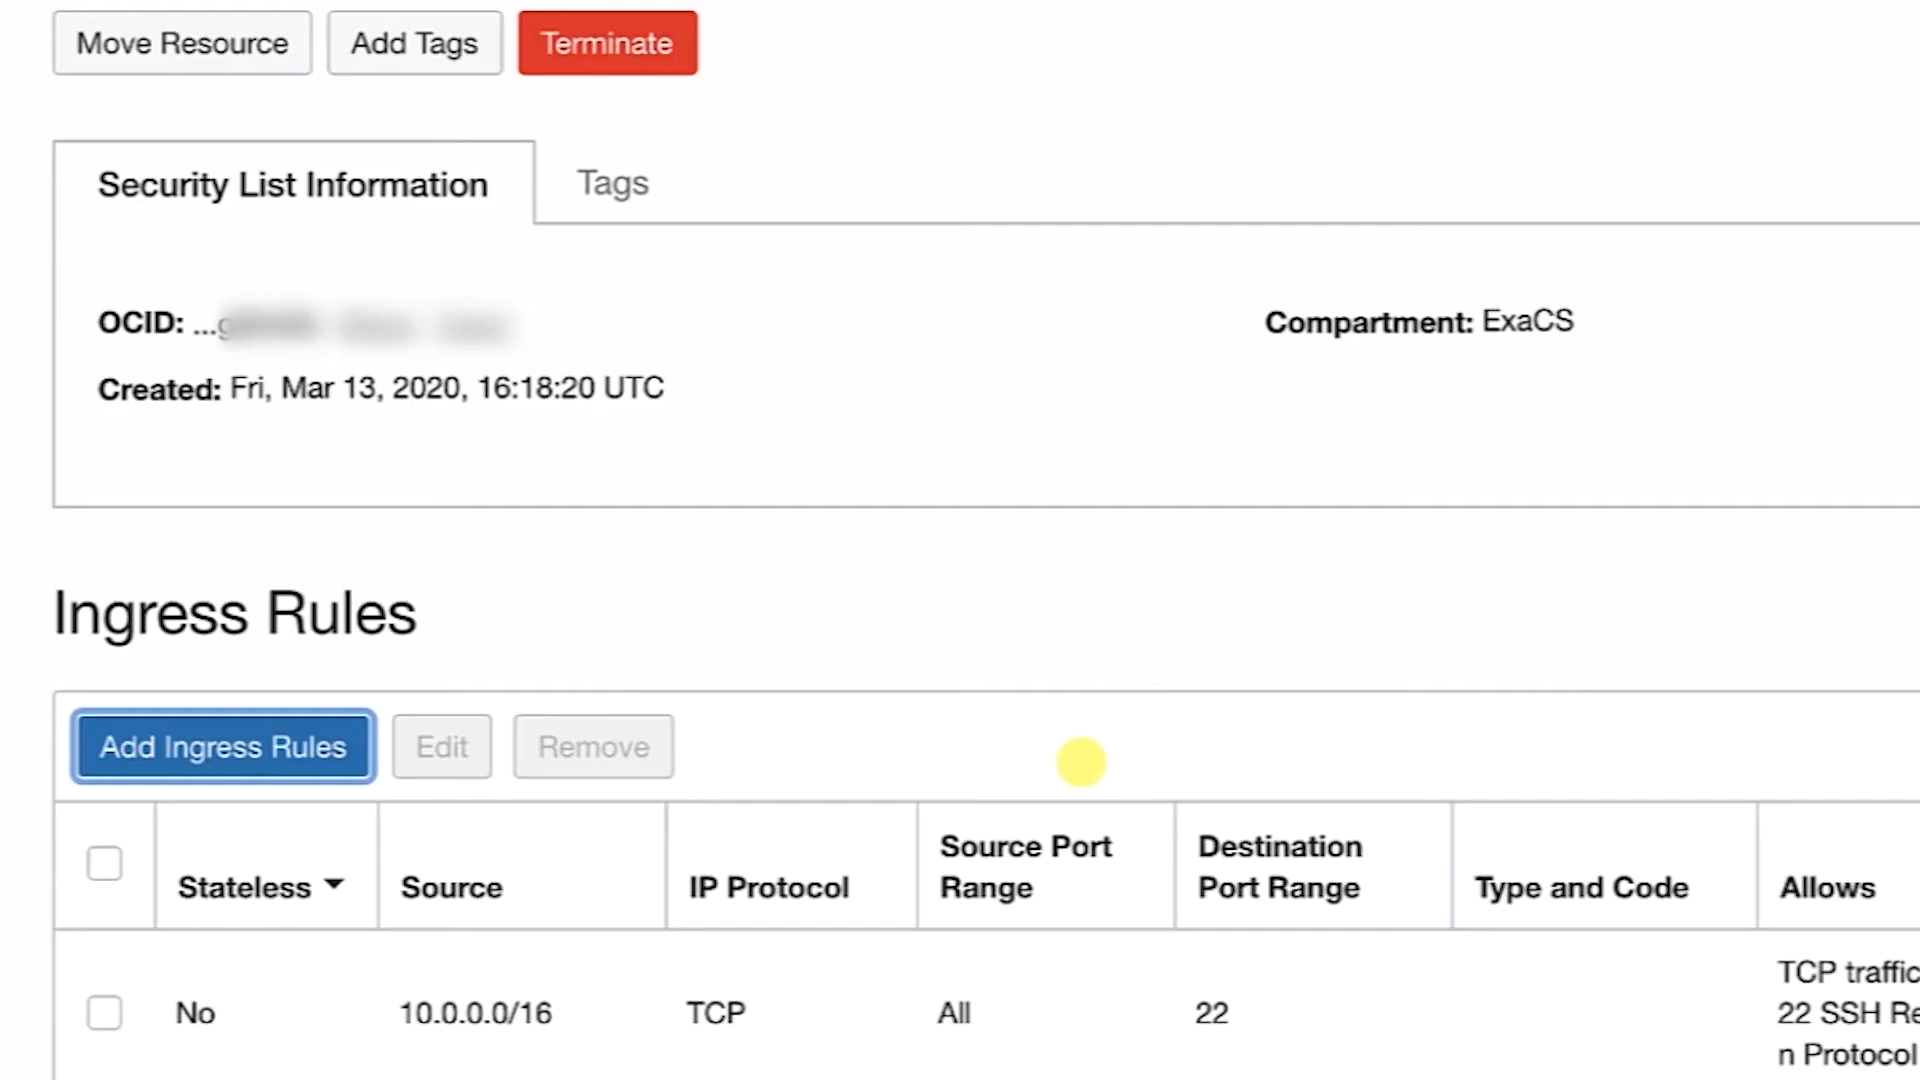 Move Resource Add Tags Terminate
Security List Information Tags
OCID: ...g
Compartment: ExaCS
Created: Fri, Mar 13, 2020, 16:18:20 UTC
Ingress Rules
Add Ingress Rules Edit Remove
Stateless Source IP Protocol Source Port Range Destination Port Range Type and Code Allows
No 10.0.0.0/16 TCP All 22 TCP traffic
22 SSH Re
n Protocol